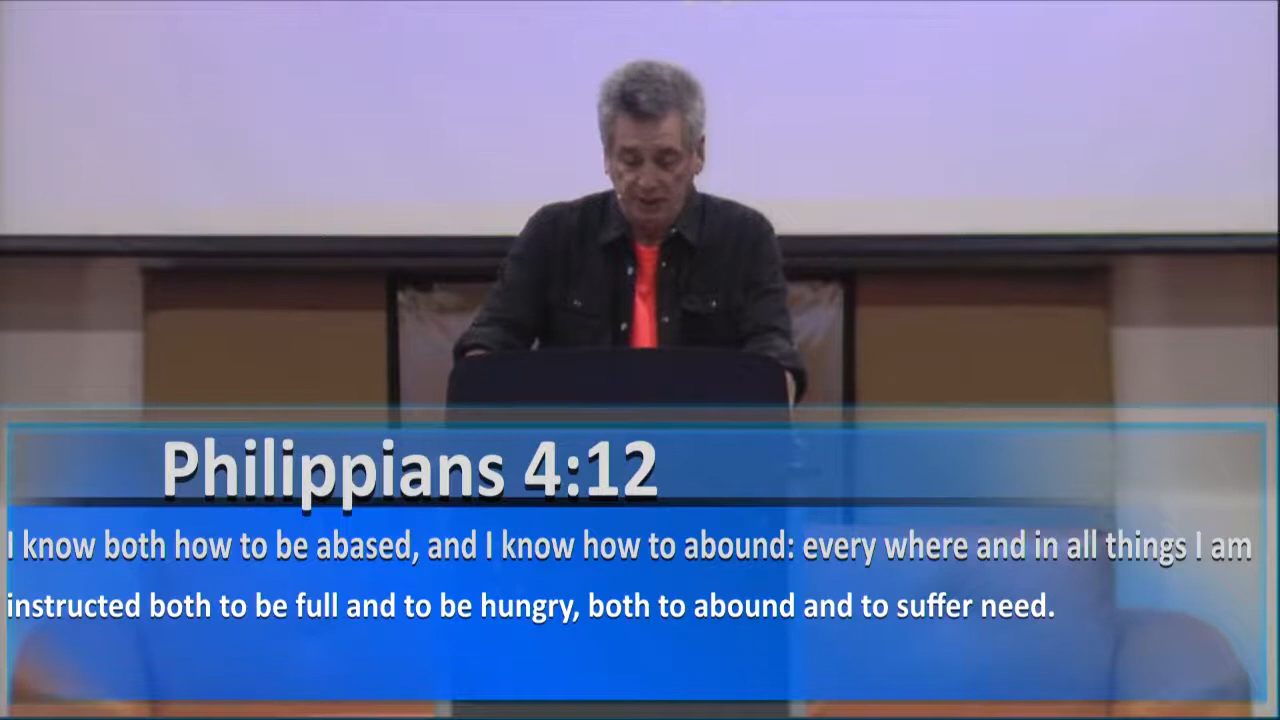 Philippians 4:12
I know both how to be abased, and I know how to abound: every where and in all things I am
instructed both to be full and to be hungry, both to abound and to suffer need.